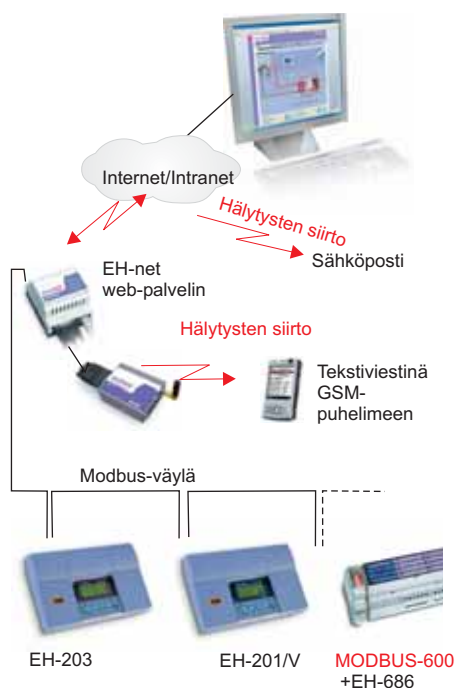 Internet/Intranet
Hälytysten siirto
Sähköposti
EH-net
web-palvelin
Hälytysten siirto
Tekstiviestinä
GSM-
puhelimeen
Modbus-väylä
EH-203
EH-201/V
MODBUS-600
+EH-686